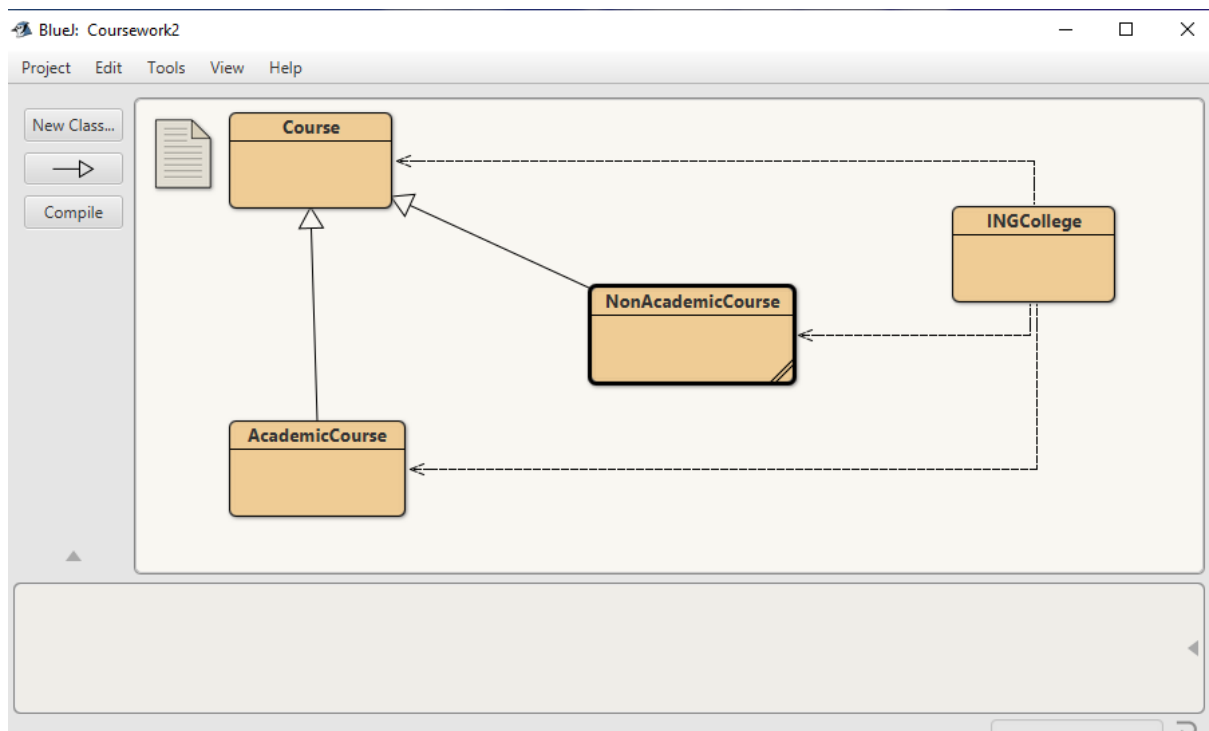 BlueJ: Coursework2
Project Edit Tools View Help
New Class...
Compile
Course
INGCollege
NonAcademicCourse
AcademicCourse